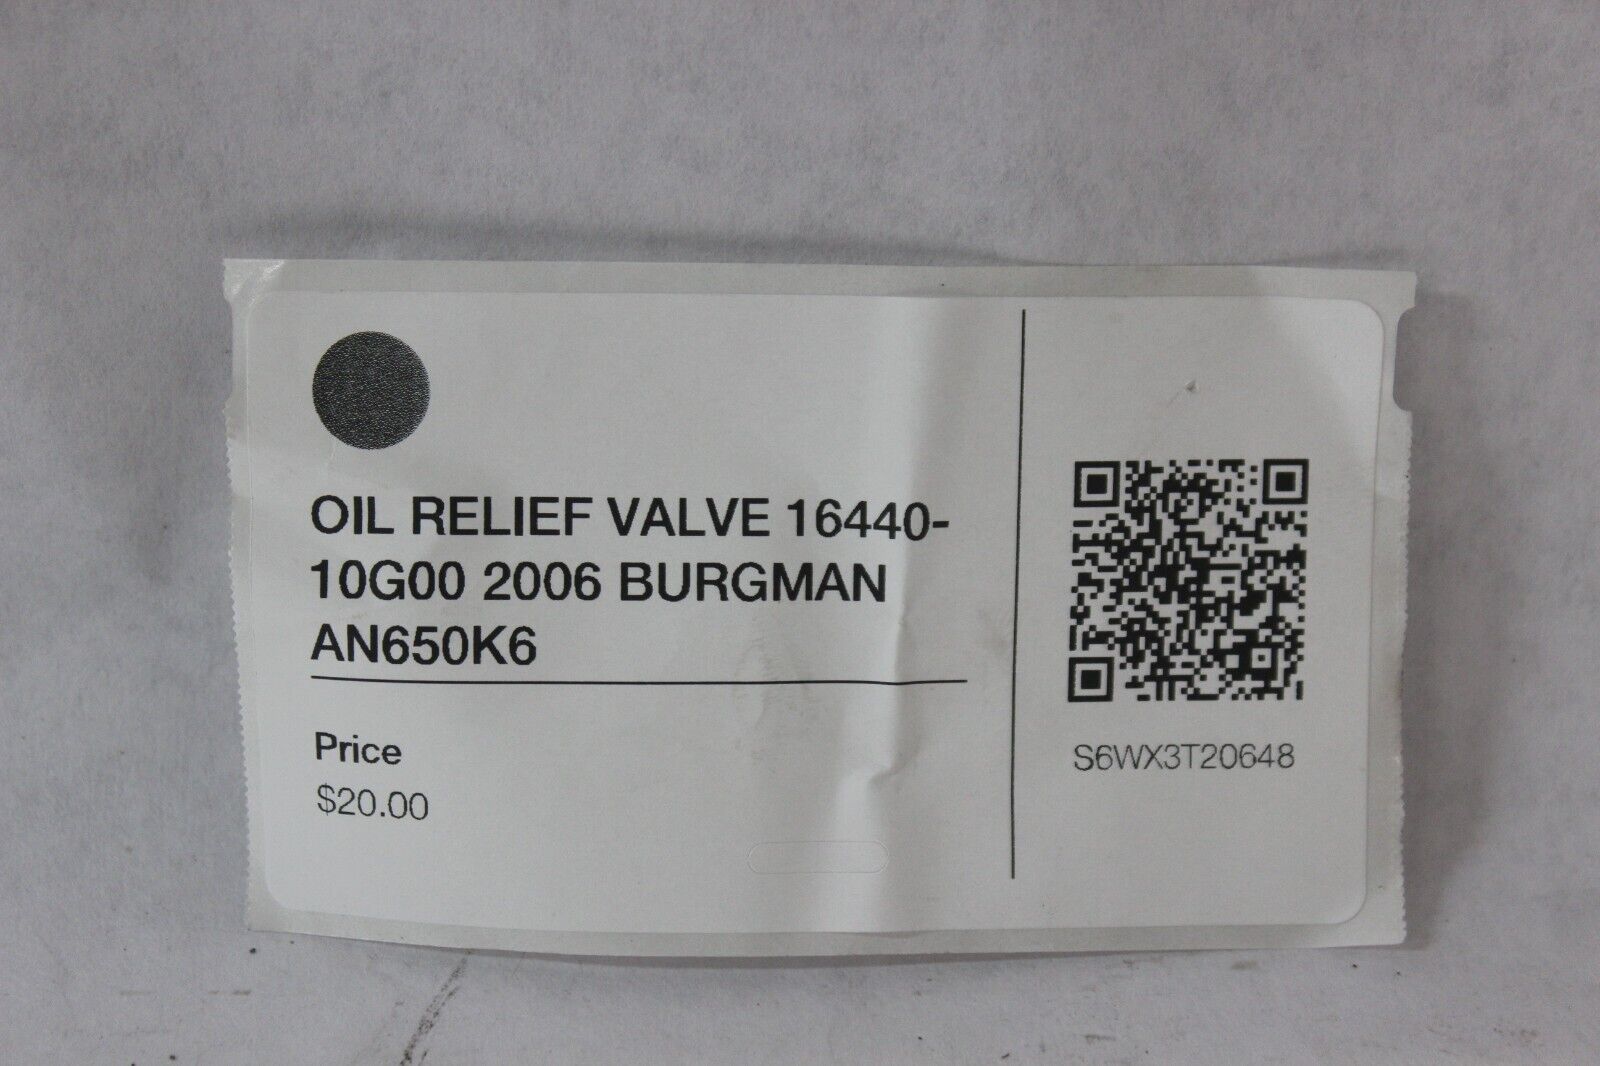 OIL RELIEF VALVE 16440-
10G00 2006 BURGMAN
AN650K6
Price
$20.00
S6WX3T20648